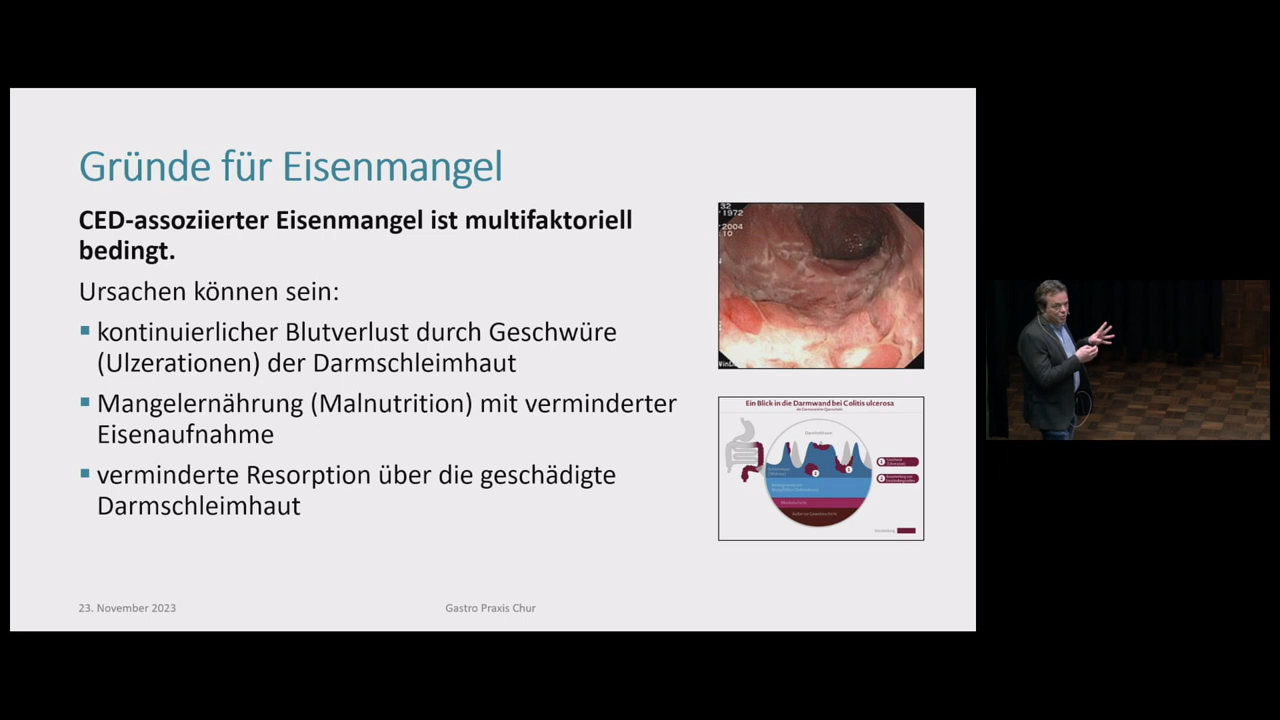 Gründe für Eisenmangel
CED-assoziierter Eisenmangel ist multifaktoriell
bedingt.
Ursachen können sein:
kontinuierlicher Blutverlust durch Geschwüre
(Ulzerationen) der Darmschleimhaut
Mangelernährung (Malnutrition) mit verminderter
Eisenaufnahme
verminderte Resorption über die geschädigte
Darmschleimhaut
32
1972
2004
10
Ein Blick in die Darmwand bei Colitis ulcerosa
23. November 2023
Gastro Praxis Chur